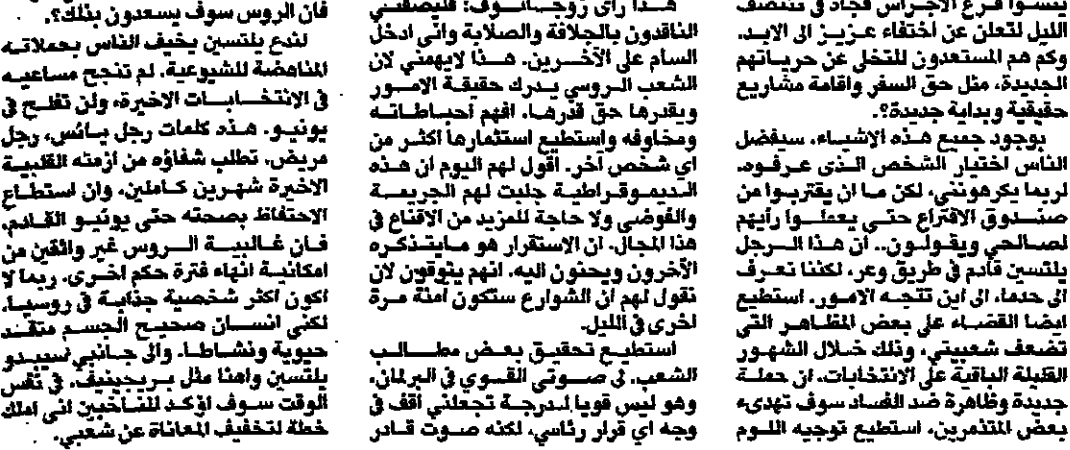 ينسوا قرع الاجراس فجأة في منتصف
الليل لتعلن عن اختفاء عزيز الى الابد.
وكم هم المستعدون للتخلي عن حرياتهم
الجديدة، مثل حق السفر واقامة مشاريع
حقيقية وبداية جديدة؟.
بوجود جميع هذه الاشياء، سيفضل
الناس اختيار الشخص الذي عرفوه.
لربما يكرهونني، لكن ما ان يقتربوا من
صندوق الاقتراع حتى يعملوا رأيهم
لصالحي ويقولون.. ان هذا الرجل
يلتسين قادم في طريق وعر، لكننا نعرف
الى حدما، الى اين تتجه الامور. استطيع
ايضا القضاء على بعض المظاهر التي
تضعف شعبيتي، وذلك خلال الشهور
القليلة الباقية على الانتخابات، ان حملة
جديدة وظاهرة ضد الفساد سوف تهدىء
بعض المتذمرين. استطيع توجيه اللوم
هذا رأي زوجانوف: فليصفني
الناقدون بالجلافة والصلابة واني ادخل
السام على الآخرين. هذا لايهمني لان
الشعب الروسي يدرك حقيقة الامور
ويقدرها حق قدرها. افهم احباطاته
ومخاوفه واستطيع استثمارها اكثر من
اي شخص آخر. اقول لهم اليوم ان هذه
الديموقراطية جلبت لهم الجريمة
والفوضى ولا حاجة للمزيد من الاقناع في
هذا المجال. ان الاستقرار هو مايتذكره
الآخرون ويحنون اليه. انهم يتوقون لان
نقول لهم ان الشوارع ستكون امنة مرة
اخرى في الليل.
استطيع تحقيق بعض مطالب
الشعب. لي صوتي القوي في البرلمان،
وهو ليس قويا لدرجة تجعلني اقف في
وجه اي قرار رئاسي، لكنه صوت قادر
فان الروس سوف يسعدون بذلك؟.
لندع يلتسين يخيف الناس بحملاته
المناهضة للشيوعية. لم تنجح مساعيه
في الانتخابات الاخيرة، ولن تفلح في
يونيو. هذه كلمات رجل يائس، رجل
مريض. تطلب شفاؤه من ازمته القلبية
الاخيرة شهرين كاملين. وان استطاع
الاحتفاظ بصحته حتى يونيو القادم،
فان غالبية الروس غير واثقين من
امكانية انهاء فترة حكم اخرى. ربما لا
اكون اكثر شخصية جذابة في روسيا.
لكني انسان صحيح الجسم متقد
حيوية ونشاطا. والى جانبي سيبدو
يلتسين واهنا مثل بريجينيف. في نفس
الوقت سوف اؤكد للناخبين اني املك
خطة لتخفيف المعاناة عن شعبي.